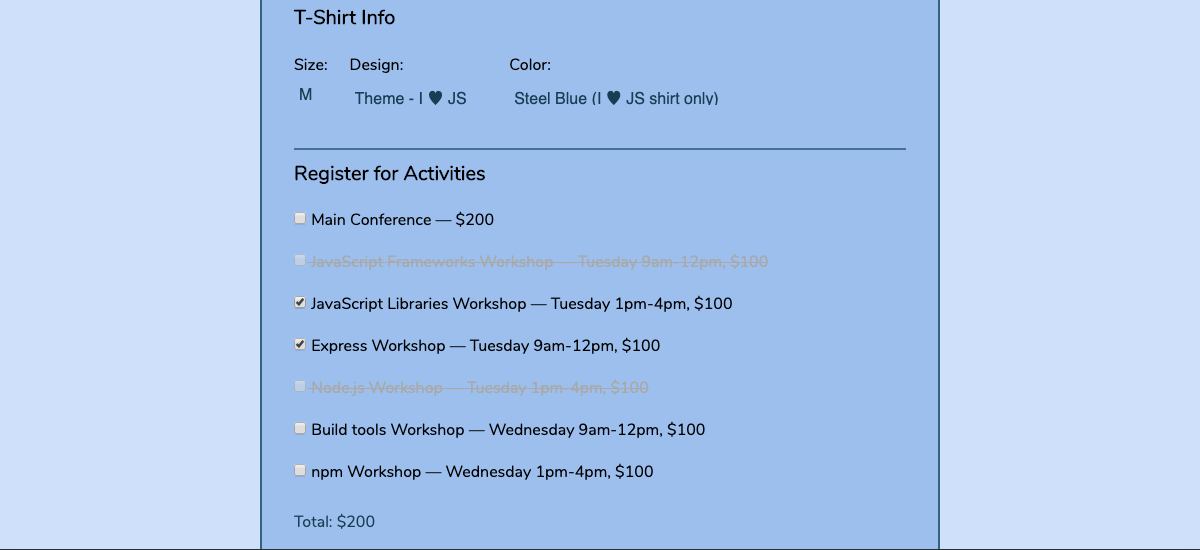 T-Shirt Info
Size: Design: Color:
M Theme - I ♥ JS Steel Blue (I ♥ JS shirt only)
Register for Activities
Main Conference — $200
JavaScript Frameworks Workshop — Tuesday 9am-12pm, $100
JavaScript Libraries Workshop — Tuesday 1pm-4pm, $100
Express Workshop — Tuesday 9am-12pm, $100
Node.js Workshop — Tuesday 1pm-4pm, $100
Build tools Workshop — Wednesday 9am-12pm, $100
npm Workshop — Wednesday 1pm-4pm, $100
Total: $200